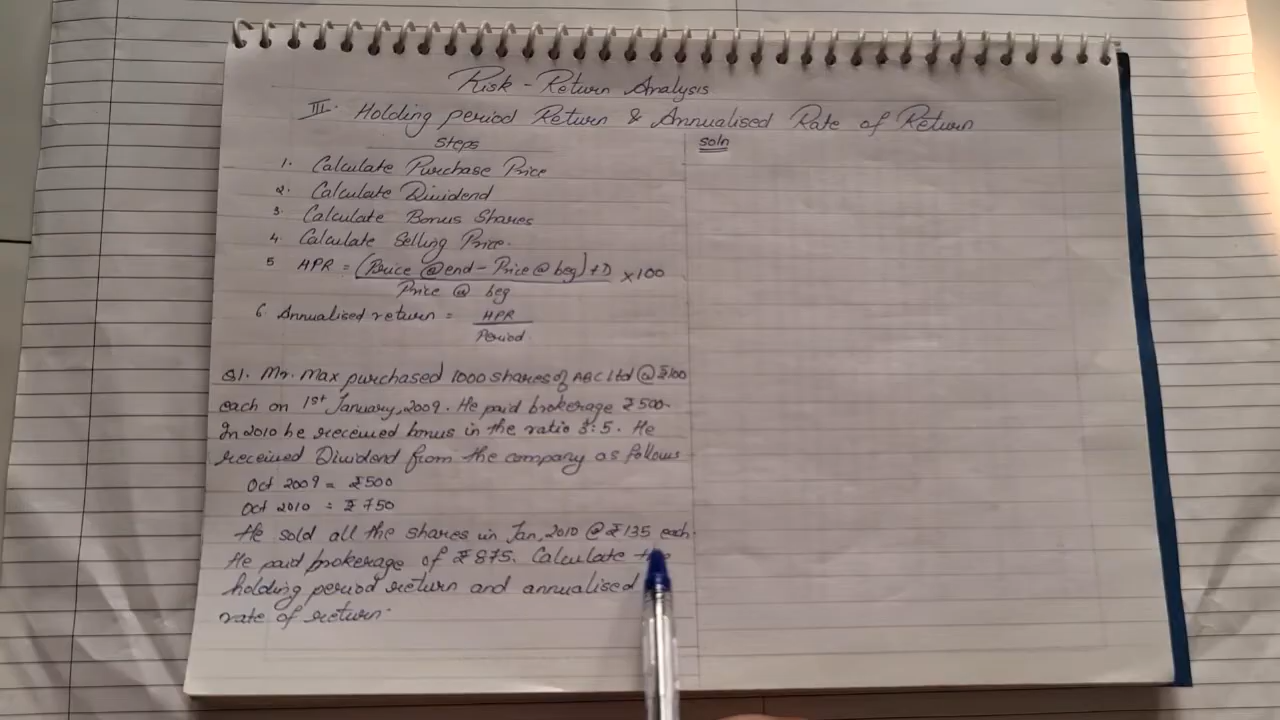 Risk - Return Analysis
III. Holding period Return & Annualised Rate of Return
Steps
1. Calculate Purchase Price
2. Calculate Dividend
3. Calculate Bonus Shares
4. Calculate Selling Price.
5 HPR = (Price @ end - Price @ beg) + D × 100
Price @ beg
6. Annualised return = HPR
Period
Q1. Mr. Max purchased 1000 shares of ABC Ltd @ ₹100
each on 1st January, 2009. He paid brokerage ₹500.
In 2010 he received bonus in the ratio 3:5. He
received Dividend from the company as follows
Oct 2009 = ₹500
Oct 2010 = ₹750
He sold all the shares in Jan, 2010 @ ₹135 each.
He paid brokerage of ₹875. Calculate
holding period return and annualised
rate of return.
Soln